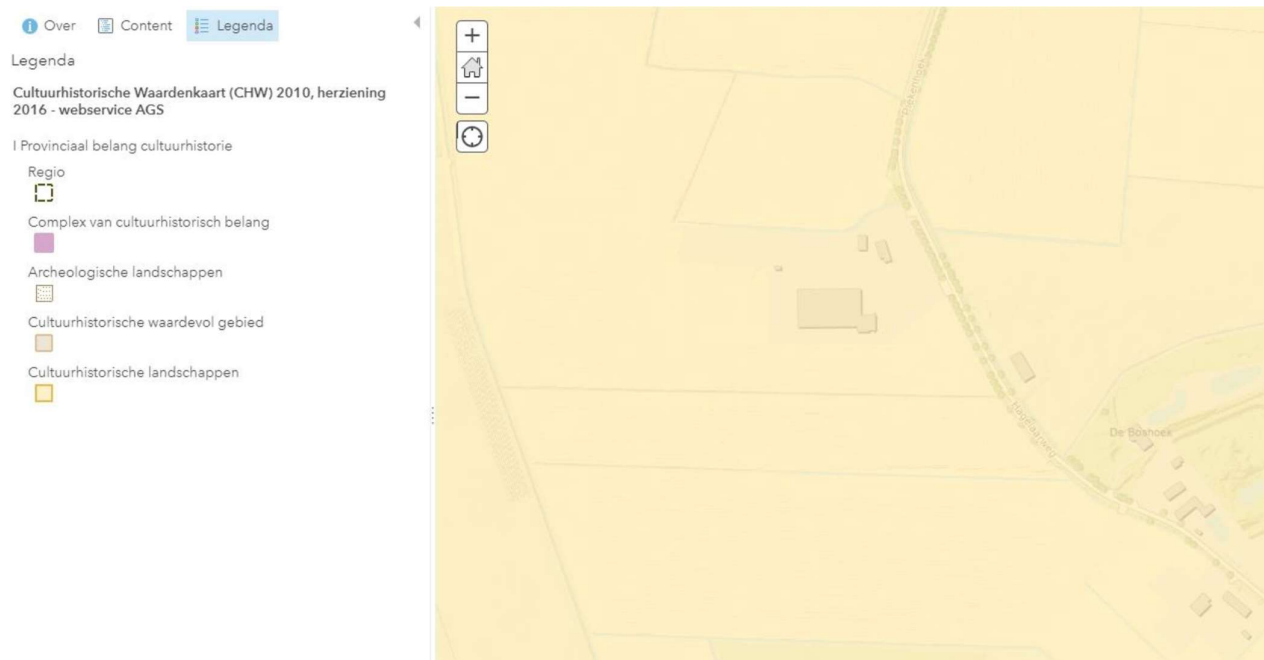 Over
Content
Legenda
Legenda
Cultuurhistorische Waardenkaart (CHW) 2010, herziening
2016 - webservice AGS
I Provinciaal belang cultuurhistorie
Regio
Complex van cultuurhistorisch belang
Archeologische landschappen
Cultuurhistorische waardevol gebied
Cultuurhistorische landschappen
De Boshoek